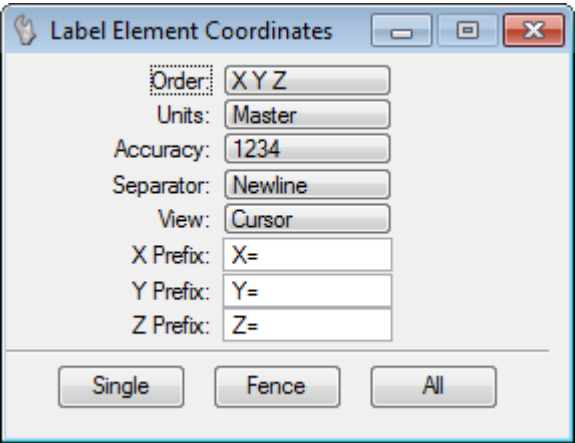 Label Element Coordinates
Order: X Y Z
Units: Master
Accuracy: 1234
Separator: Newline
View: Cursor
X Prefix: X=
Y Prefix: Y=
Z Prefix: Z=
Single Fence All